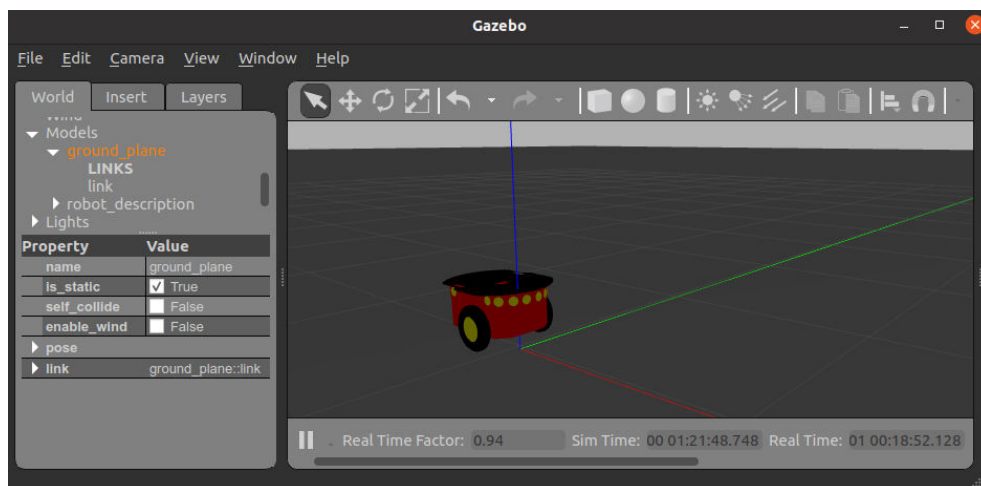 Gazebo
File Edit Camera View Window Help
World Insert Layers
Wind
Models
ground_plane
LINKS
link
robot_description
Lights
Property Value
name ground_plane
is_static True
self_collide False
enable_wind False
pose
link ground_plane::link
Real Time Factor: 0.94 Sim Time: 00 01:21:48.748 Real Time: 01 00:18:52.128